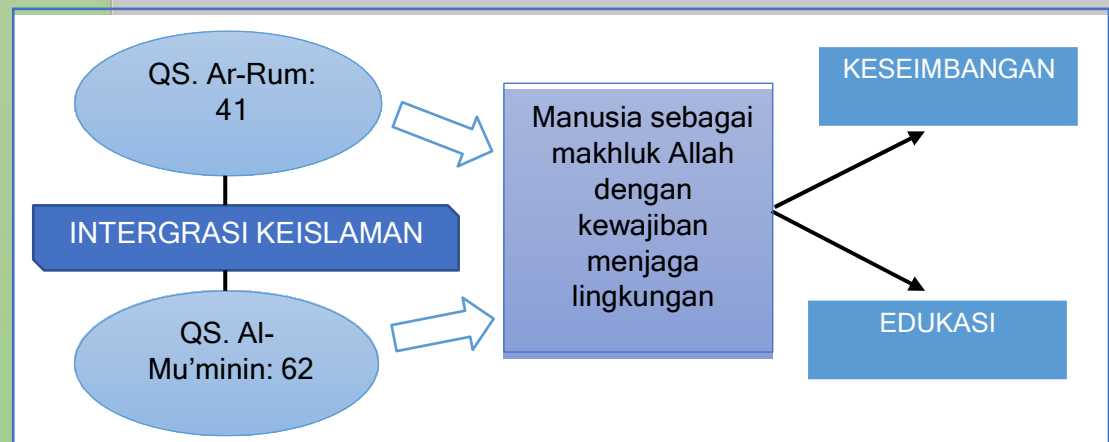 QS. Ar-Rum:
41
INTERGRASI KEISLAMAN
QS. Al-
Mu’minin: 62
Manusia sebagai
makhluk Allah
dengan
kewajiban
menjaga
lingkungan
KESEIMBANGAN
EDUKASI